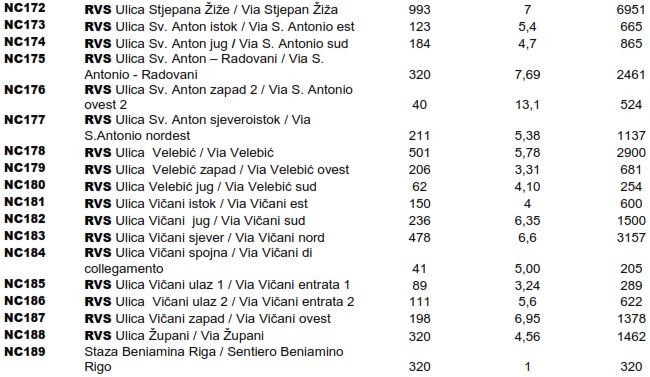 NC172 RVS Ulica Stjepana Žiže / Via Stjepan Žiža 993 7 6951
NC173 RVS Ulica Sv. Anton istok / Via S. Antonio est 123 5,4 665
NC174 RVS Ulica Sv. Anton jug / Via S. Antonio sud 184 4,7 865
NC175 RVS Ulica Sv. Anton – Radovani / Via S.
Antonio - Radovani 320 7,69 2461
NC176 RVS Ulica Sv. Anton zapad 2 / Via S. Antonio
ovest 2 40 13,1 524
NC177 RVS Ulica Sv. Anton sjeveroistok / Via
S.Antonio nordest 211 5,38 1137
NC178 RVS Ulica Velebić / Via Velebić 501 5,78 2900
NC179 RVS Ulica Velebić zapad / Via Velebić ovest 206 3,31 681
NC180 RVS Ulica Velebić jug / Via Velebić sud 62 4,10 254
NC181 RVS Ulica Vičani istok / Via Vičani est 150 4 600
NC182 RVS Ulica Vičani jug / Via Vičani sud 236 6,35 1500
NC183 RVS Ulica Vičani sjever / Via Vičani nord 478 6,6 3157
NC184 RVS Ulica Vičani spojna / Via Vičani di
collegamento 41 5,00 205
NC185 RVS Ulica Vičani ulaz 1 / Via Vičani entrata 1 89 3,24 289
NC186 RVS Ulica Vičani ulaz 2 / Via Vičani entrata 2 111 5,6 622
NC187 RVS Ulica Vičani zapad / Via Vičani ovest 198 6,95 1378
NC188 RVS Ulica Župani / Via Župani 320 4,56 1462
NC189 Staza Beniamina Riga / Sentiero Beniamino
Rigo 320 1 320